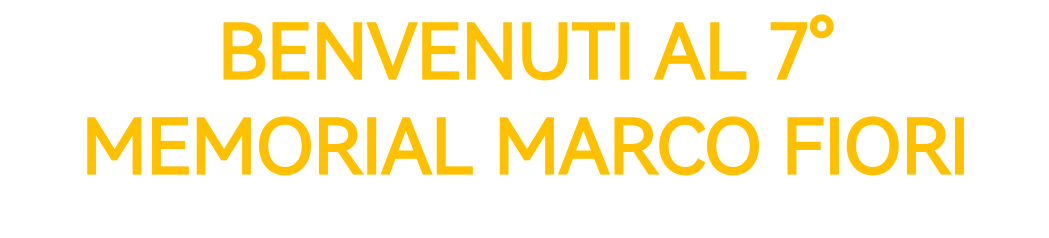 BENVENUTI AL 7°
MEMORIAL MARCO FIORI